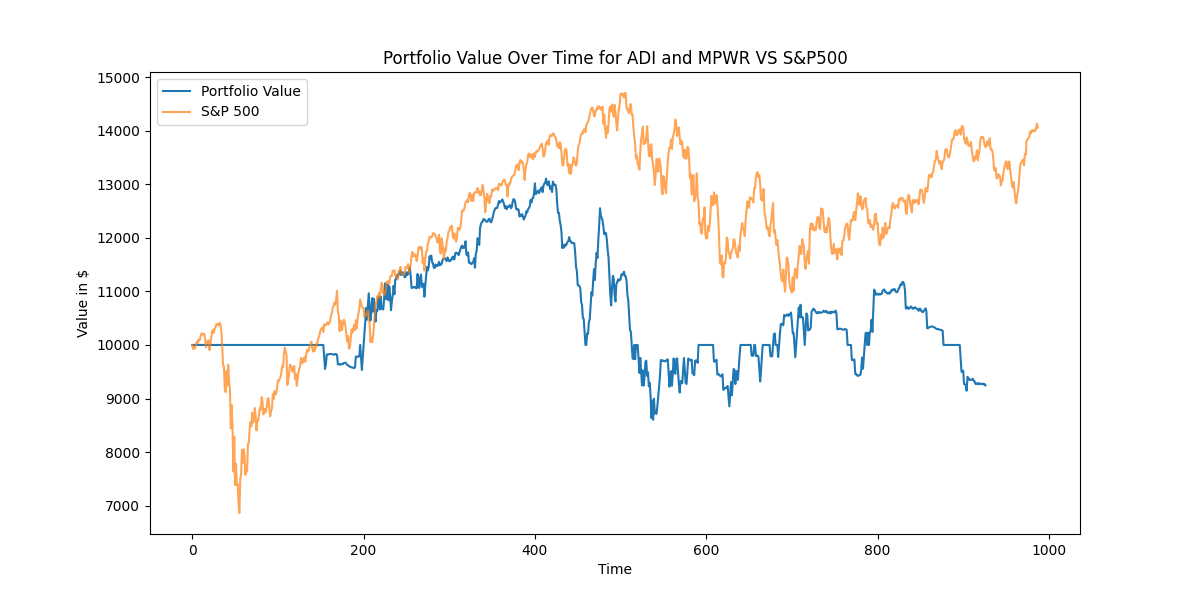 Portfolio Value Over Time for ADI and MPWR VS S&P500
Portfolio Value
S&P 500
Value in $
15000
14000
13000
12000
11000
10000
9000
8000
7000
0 200 400 600 800 1000
Time